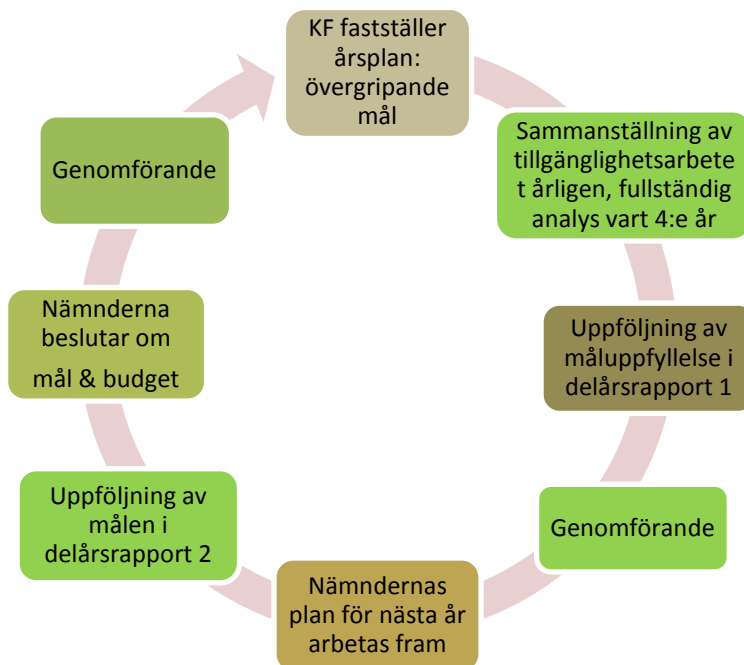 KF fastställer
årsplan:
övergripande
mål
Sammanställning av
tillgänglighetsarbete
t årligen, fullständig
analys vart 4:e år
Uppföljning av
måluppfyllelse i
delårsrapport 1
Genomförande
Nämndernas
plan för nästa år
arbetas fram
Uppföljning av
målen i
delårsrapport 2
Nämnderna
beslutar om
mål & budget
Genomförande